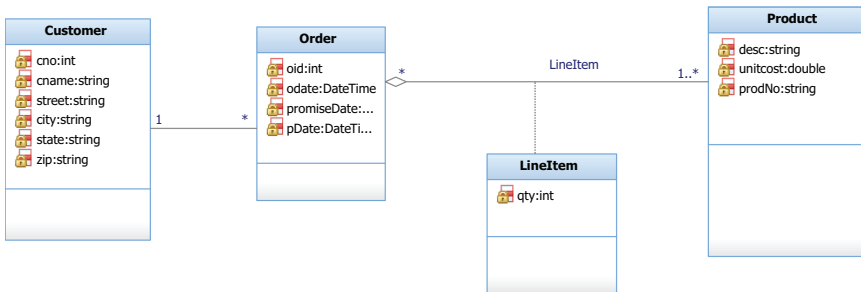 Customer
cno:int
cname:string
street:string
city:string
state:string
zip:string
1
*
Order
oid:int
odate:DateTime
promiseDate:...
pDate:DateTi...
*
LineItem
1..*
LineItem
qty:int
Product
desc:string
unitcost:double
prodNo:string